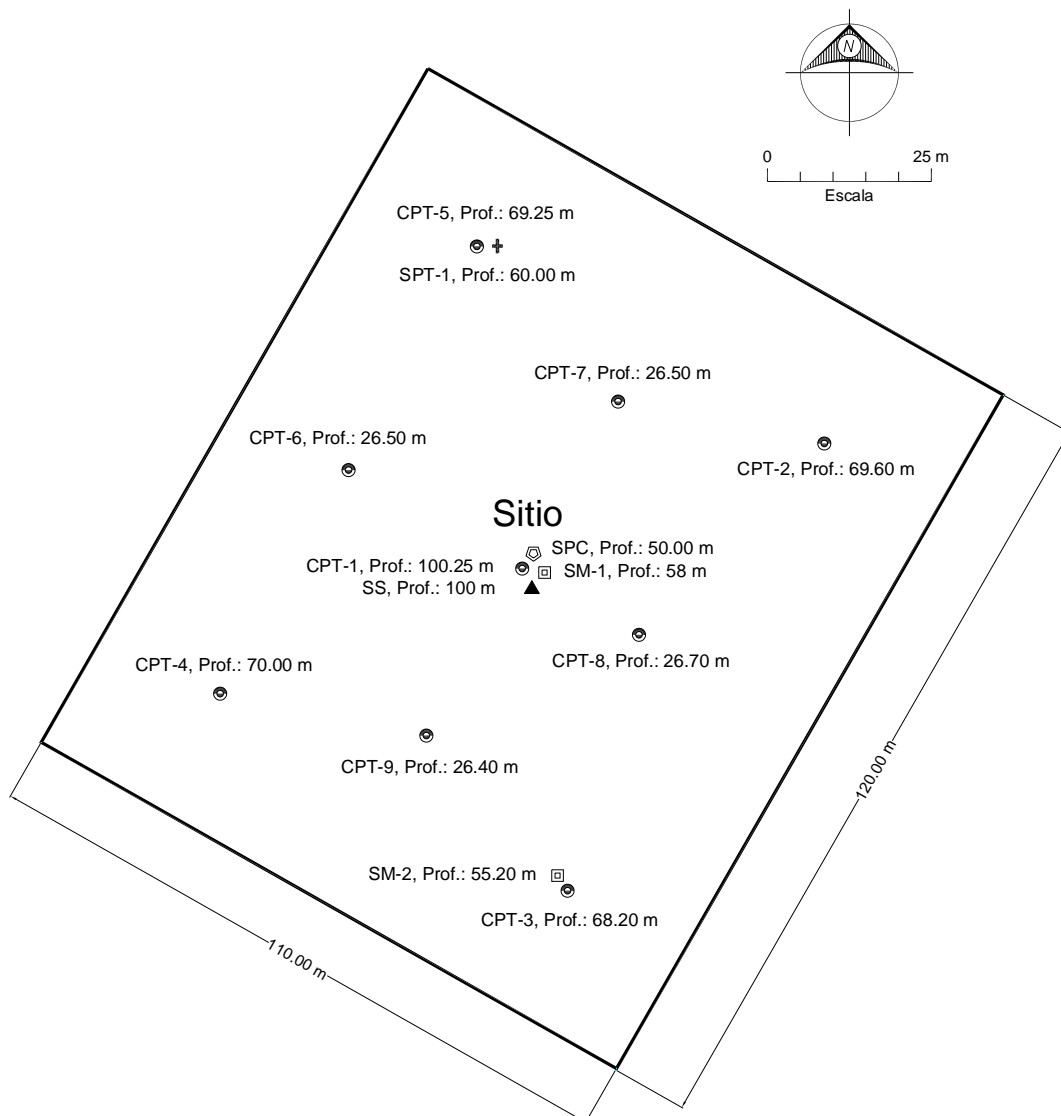 N
0 25 m
Escala
CPT-5, Prof.: 69.25 m
SPT-1, Prof.: 60.00 m
CPT-7, Prof.: 26.50 m
CPT-6, Prof.: 26.50 m
CPT-2, Prof.: 69.60 m
Sitio
SPC, Prof.: 50.00 m
CPT-1, Prof.: 100.25 m
SM-1, Prof.: 58 m
SS, Prof.: 100 m
CPT-8, Prof.: 26.70 m
CPT-4, Prof.: 70.00 m
CPT-9, Prof.: 26.40 m
120.00 m
SM-2, Prof.: 55.20 m
CPT-3, Prof.: 68.20 m
110.00 m